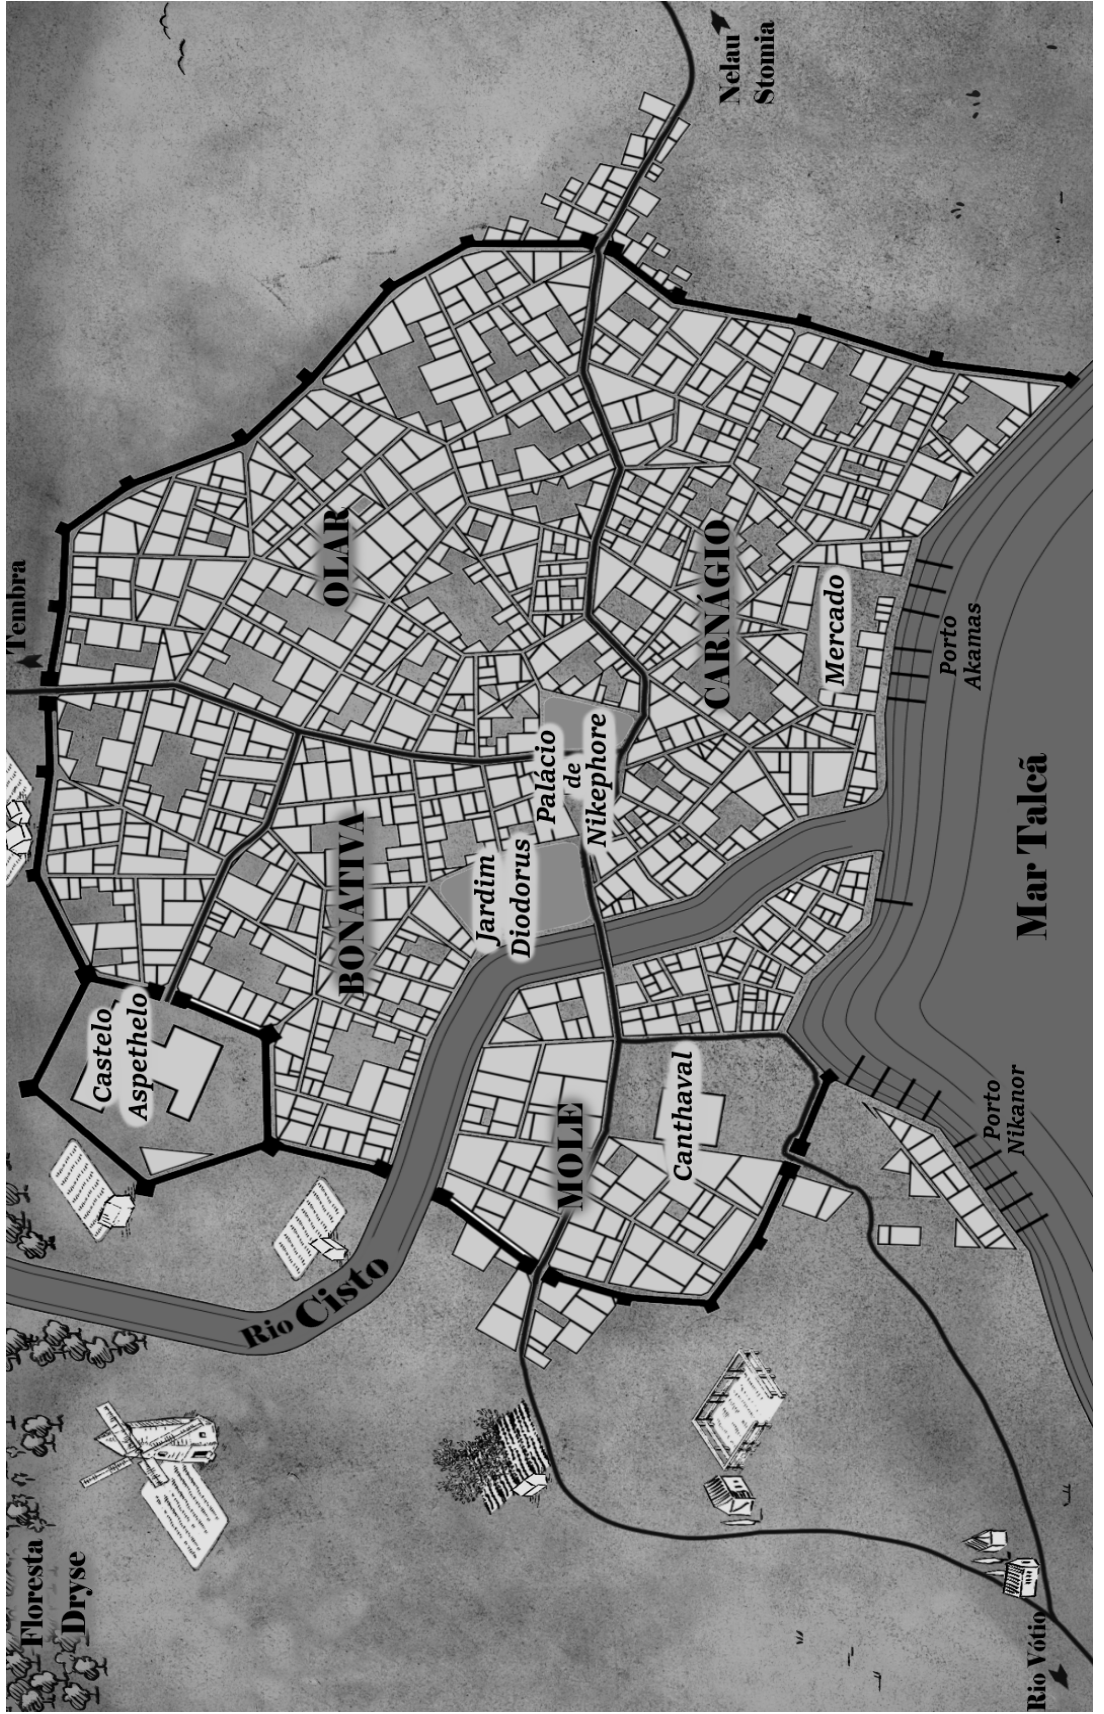 Floresta
Dryse
Tembra
Castelo
Aspethelo
Rio Cisto
BONATIVA
OLAR
Jardim
Diodorus
Palácio
de
Nikephore
MOLE
Canthaval
CARNÁGIO
Nelau
Stomia
Mercado
Porto
Akamas
Porto
Nikanor
Mar Talcã
Rio Vótio